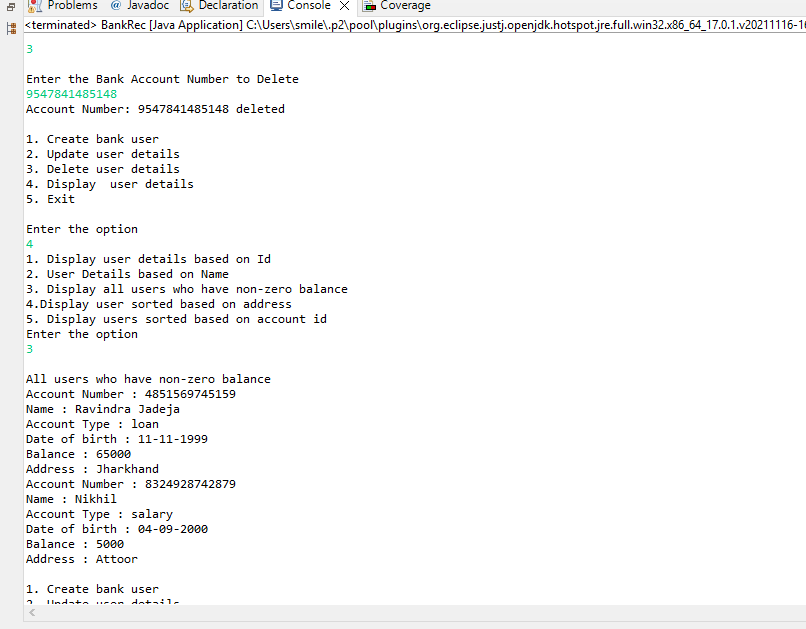 Problems @ Javadoc Declaration Console Coverage
<terminated> BankRec [Java Application] C:\Users\smile\.p2\pool\plugins\org.eclipse.justj.openjdk.hotspot.jre.full.win32.x86_64_17.0.1.v20211116-16
3
Enter the Bank Account Number to Delete
9547841485148
Account Number: 9547841485148 deleted
1. Create bank user
2. Update user details
3. Delete user details
4. Display  user details
5. Exit
Enter the option
4
1. Display user details based on Id
2. User Details based on Name
3. Display all users who have non-zero balance
4.Display user sorted based on address
5. Display users sorted based on account id
Enter the option
3
All users who have non-zero balance
Account Number : 4851569745159
Name : Ravindra Jadeja
Account Type : loan
Date of birth : 11-11-1999
Balance : 65000
Address : Jharkhand
Account Number : 8324928742879
Name : Nikhil
Account Type : salary
Date of birth : 04-09-2000
Balance : 5000
Address : Attoor
1. Create bank user
2. Update user details